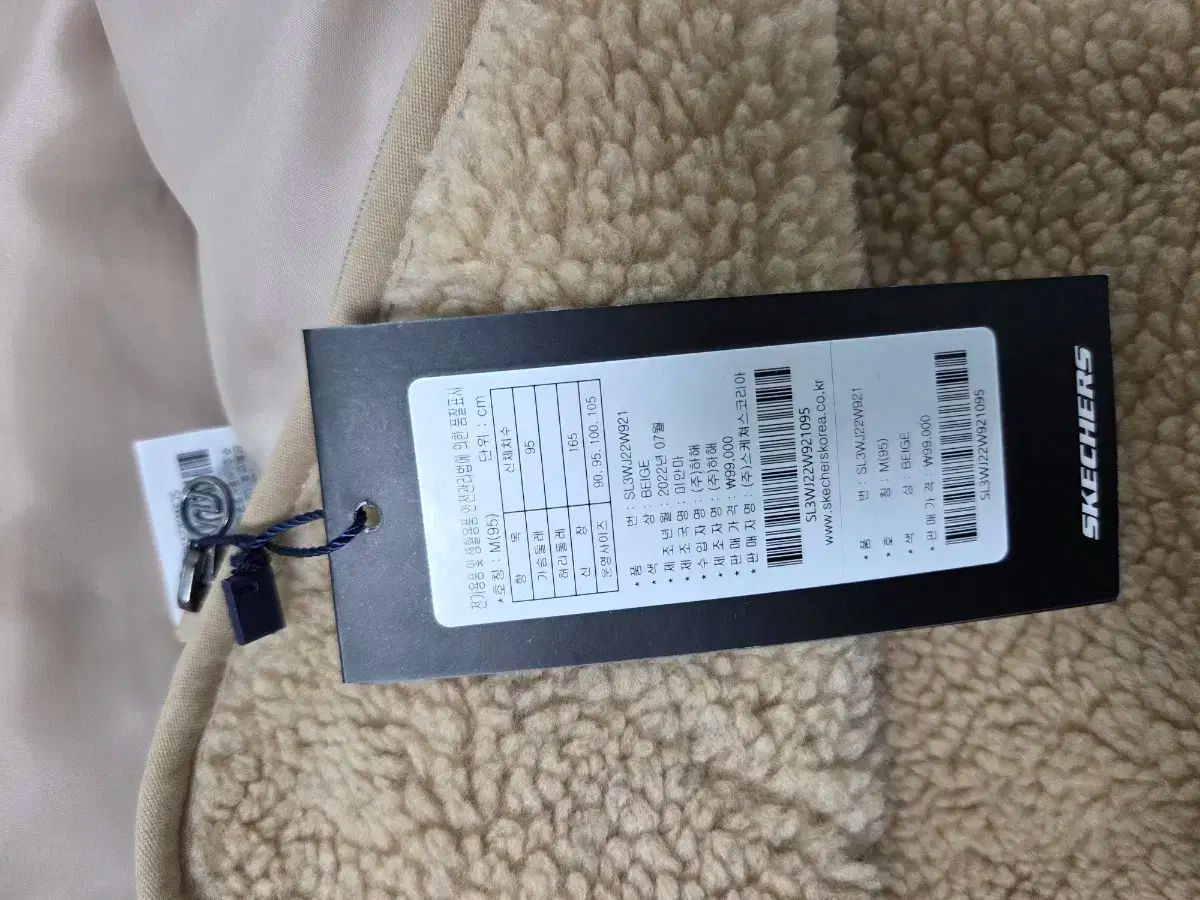 전기용품 및 생활용품 안전관리법에 의한 품질표시
*호칭 : M(95) 단위 : cm
항 목 신체치수
가슴둘레 95
허리둘레
신 장 165
운영사이즈 90. 95. 100. 105
* 품 번 : SL3WJ22W921
* 색 상 : BEIGE
* 제 조 년 월 : 2022년 07월
* 제 조 국 명 : 미얀마
* 수 입 자 명 : (주)하해
* 제 조 자 명 : (주)하해
* 판 매 가 격 : ₩99.000
* 판 매 자 명 : (주)스케쳐스코리아
SL3WJ22W921095
www.skecherskorea.co.kr
* 품 번 : SL3WJ22W921
* 호 칭 : M(95)
* 색 상 : BEIGE
* 판 매 가 격 : ₩99.000
SL3WJ22W921095
SKECHERS